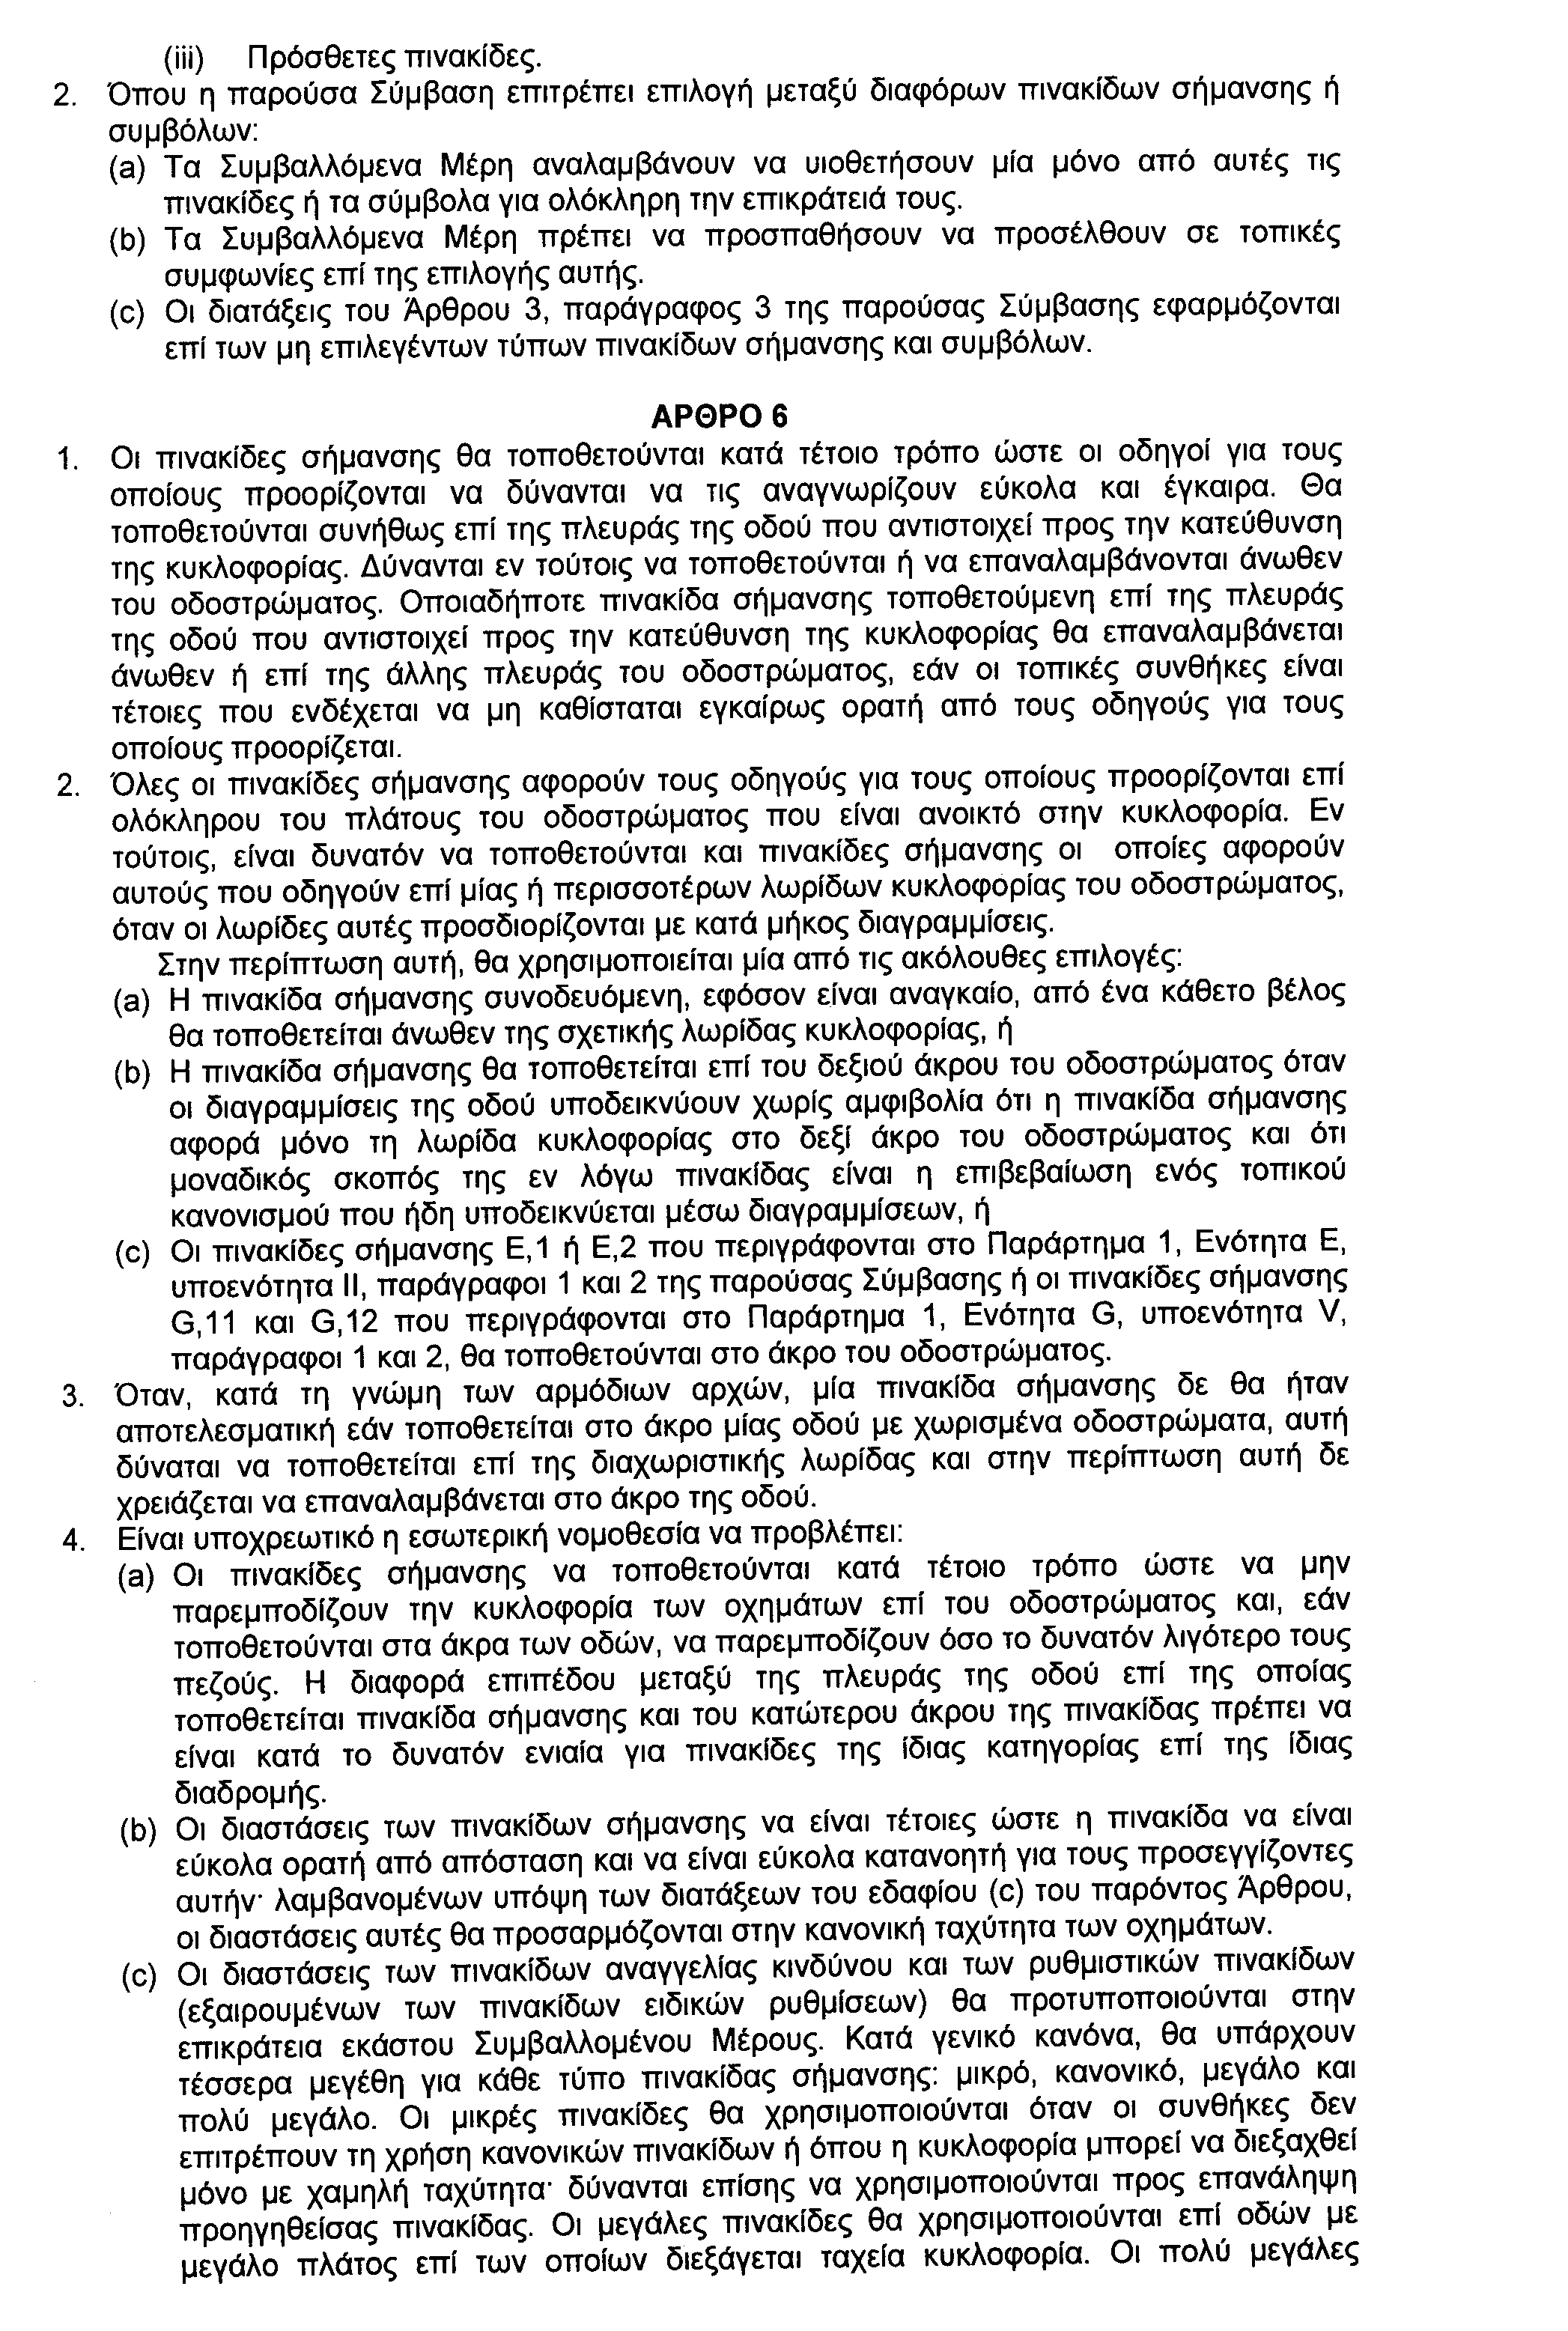 (iii) Πρόσθετες πινακίδες.
2. Όπου η παρούσα Σύμβαση επιτρέπει επιλογή μεταξύ διαφόρων πινακίδων σήμανσης ή
συμβόλων:
(a) Τα Συμβαλλόμενα Μέρη αναλαμβάνουν να υιοθετήσουν μία μόνο από αυτές τις
πινακίδες ή τα σύμβολα για ολόκληρη την επικράτειά τους.
(b) Τα Συμβαλλόμενα Μέρη πρέπει να προσπαθήσουν να προσέλθουν σε τοπικές
συμφωνίες επί της επιλογής αυτής.
(c) Οι διατάξεις του Άρθρου 3, παράγραφος 3 της παρούσας Σύμβασης εφαρμόζονται
επί των μη επιλεγέντων τύπων πινακίδων σήμανσης και συμβόλων.
ΑΡΘΡΟ 6
1. Οι πινακίδες σήμανσης θα τοποθετούνται κατά τέτοιο τρόπο ώστε οι οδηγοί για τους
οποίους προορίζονται να δύνανται να τις αναγνωρίζουν εύκολα και έγκαιρα. Θα
τοποθετούνται συνήθως επί της πλευράς της οδού που αντιστοιχεί προς την κατεύθυνση
της κυκλοφορίας. Δύνανται εν τούτοις να τοποθετούνται ή να επαναλαμβάνονται άνωθεν
του οδοστρώματος. Οποιαδήποτε πινακίδα σήμανσης τοποθετούμενη επί της πλευράς
της οδού που αντιστοιχεί προς την κατεύθυνση της κυκλοφορίας θα επαναλαμβάνεται
άνωθεν ή επί της άλλης πλευράς του οδοστρώματος, εάν οι τοπικές συνθήκες είναι
τέτοιες που ενδέχεται να μη καθίσταται εγκαίρως ορατή από τους οδηγούς για τους
οποίους προορίζεται.
2. Όλες οι πινακίδες σήμανσης αφορούν τους οδηγούς για τους οποίους προορίζονται επί
ολόκληρου του πλάτους του οδοστρώματος που είναι ανοικτό στην κυκλοφορία. Εν
τούτοις, είναι δυνατόν να τοποθετούνται και πινακίδες σήμανσης οι οποίες αφορούν
αυτούς που οδηγούν επί μίας ή περισσοτέρων λωρίδων κυκλοφορίας του οδοστρώματος,
όταν οι λωρίδες αυτές προσδιορίζονται με κατά μήκος διαγραμμίσεις.
Στην περίπτωση αυτή, θα χρησιμοποιείται μία από τις ακόλουθες επιλογές:
(a) Η πινακίδα σήμανσης συνοδευόμενη, εφόσον είναι αναγκαίο, από ένα κάθετο βέλος
θα τοποθετείται άνωθεν της σχετικής λωρίδας κυκλοφορίας, ή
(b) Η πινακίδα σήμανσης θα τοποθετείται επί του δεξιού άκρου του οδοστρώματος όταν
οι διαγραμμίσεις της οδού υποδεικνύουν χωρίς αμφιβολία ότι η πινακίδα σήμανσης
αφορά μόνο τη λωρίδα κυκλοφορίας στο δεξί άκρο του οδοστρώματος και ότι
μοναδικός σκοπός της εν λόγω πινακίδας είναι η επιβεβαίωση ενός τοπικού
κανονισμού που ήδη υποδεικνύεται μέσω διαγραμμίσεων, ή
(c) Οι πινακίδες σήμανσης E,1 ή E,2 που περιγράφονται στο Παράρτημα 1, Ενότητα E,
υποενότητα II, παράγραφοι 1 και 2 της παρούσας Σύμβασης ή οι πινακίδες σήμανσης
G,11 και G,12 που περιγράφονται στο Παράρτημα 1, Ενότητα G, υποενότητα V,
παράγραφοι 1 και 2, θα τοποθετούνται στο άκρο του οδοστρώματος.
3. Όταν, κατά τη γνώμη των αρμόδιων αρχών, μία πινακίδα σήμανσης δε θα ήταν
αποτελεσματική εάν τοποθετείται στο άκρο μίας οδού με χωρισμένα οδοστρώματα, αυτή
δύναται να τοποθετείται επί της διαχωριστικής λωρίδας και στην περίπτωση αυτή δε
χρειάζεται να επαναλαμβάνεται στο άκρο της οδού.
4. Είναι υποχρεωτικό η εσωτερική νομοθεσία να προβλέπει:
(a) Οι πινακίδες σήμανσης να τοποθετούνται κατά τέτοιο τρόπο ώστε να μην
παρεμποδίζουν την κυκλοφορία των οχημάτων επί του οδοστρώματος και, εάν
τοποθετούνται στα άκρα των οδών, να παρεμποδίζουν όσο το δυνατόν λιγότερο τους
πεζούς. Η διαφορά επιπέδου μεταξύ της πλευράς της οδού επί της οποίας
τοποθετείται πινακίδα σήμανσης και του κατώτερου άκρου της πινακίδας πρέπει να
είναι κατά το δυνατόν ενιαία για πινακίδες της ίδιας κατηγορίας επί της ίδιας
διαδρομής.
(b) Οι διαστάσεις των πινακίδων σήμανσης να είναι τέτοιες ώστε η πινακίδα να είναι
εύκολα ορατή από απόσταση και να είναι εύκολα κατανοητή για τους προσεγγίζοντες
αυτήν· λαμβανομένων υπόψη των διατάξεων του εδαφίου (c) του παρόντος Άρθρου,
οι διαστάσεις αυτές θα προσαρμόζονται στην κανονική ταχύτητα των οχημάτων.
(c) Οι διαστάσεις των πινακίδων αναγγελίας κινδύνου και των ρυθμιστικών πινακίδων
(εξαιρουμένων των πινακίδων ειδικών ρυθμίσεων) θα προτυποποιούνται στην
επικράτεια εκάστου Συμβαλλομένου Μέρους. Κατά γενικό κανόνα, θα υπάρχουν
τέσσερα μεγέθη για κάθε τύπο πινακίδας σήμανσης: μικρό, κανονικό, μεγάλο και
πολύ μεγάλο. Οι μικρές πινακίδες θα χρησιμοποιούνται όταν οι συνθήκες δεν
επιτρέπουν τη χρήση κανονικών πινακίδων ή όπου η κυκλοφορία μπορεί να διεξαχθεί
μόνο με χαμηλή ταχύτητα· δύνανται επίσης να χρησιμοποιούνται προς επανάληψη
προηγηθείσας πινακίδας. Οι μεγάλες πινακίδες θα χρησιμοποιούνται επί οδών με
μεγάλο πλάτος επί των οποίων διεξάγεται ταχεία κυκλοφορία. Οι πολύ μεγάλες